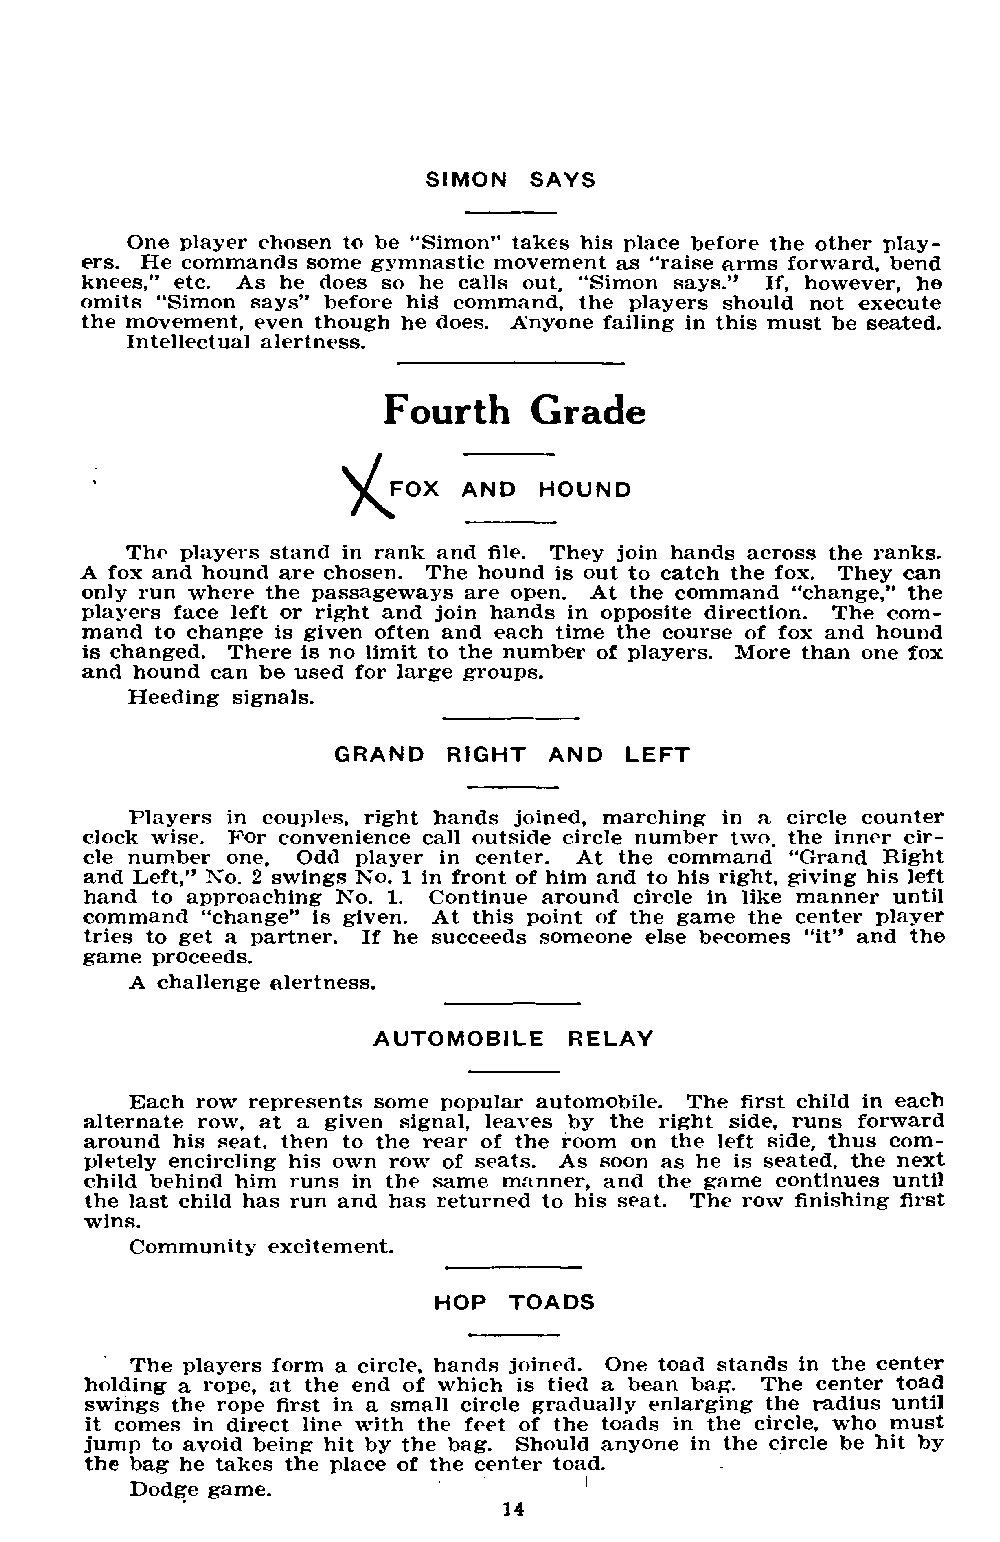 SIMON SAYS
One player chosen to be "Simon" takes his place before the other play-
ers. He commands some gymnastic movement as "raise arms forward, bend
knees," etc. As he does so he calls out, "Simon says." If, however, he
omits "Simon says" before his command, the players should not execute
the movement, even though he does. Anyone failing in this must be seated.
Intellectual alertness.
Fourth Grade
X FOX AND HOUND
The players stand in rank and file. They join hands across the ranks.
A fox and hound are chosen. The hound is out to catch the fox. They can
only run where the passageways are open. At the command "change," the
players face left or right and join hands in opposite direction. The com-
mand to change is given often and each time the course of fox and hound
is changed. There is no limit to the number of players. More than one fox
and hound can be used for large groups.
Heeding signals.
GRAND RIGHT AND LEFT
Players in couples, right hands joined, marching in a circle counter
clock wise. For convenience call outside circle number two, the inner cir-
cle number one, Odd player in center. At the command "Grand Right
and Left," No. 2 swings No. 1 in front of him and to his right, giving his left
hand to approaching No. 1. Continue around circle in like manner until
command "change" is given. At this point of the game the center player
tries to get a partner. If he succeeds someone else becomes "it" and the
game proceeds.
A challenge alertness.
AUTOMOBILE RELAY
Each row represents some popular automobile. The first child in each
alternate row, at a given signal, leaves by the right side, runs forward
around his seat, then to the rear of the room on the left side, thus com-
pletely encircling his own row of seats. As soon as he is seated, the next
child behind him runs in the same manner, and the game continues until
the last child has run and has returned to his seat. The row finishing first
wins.
Community excitement.
HOP TOADS
The players form a circle, hands joined. One toad stands in the center
holding a rope, at the end of which is tied a bean bag. The center toad
swings the rope first in a small circle gradually enlarging the radius until
it comes in direct line with the feet of the toads in the circle, who must
jump to avoid being hit by the bag. Should anyone in the circle be hit by
the bag he takes the place of the center toad.
Dodge game.
14